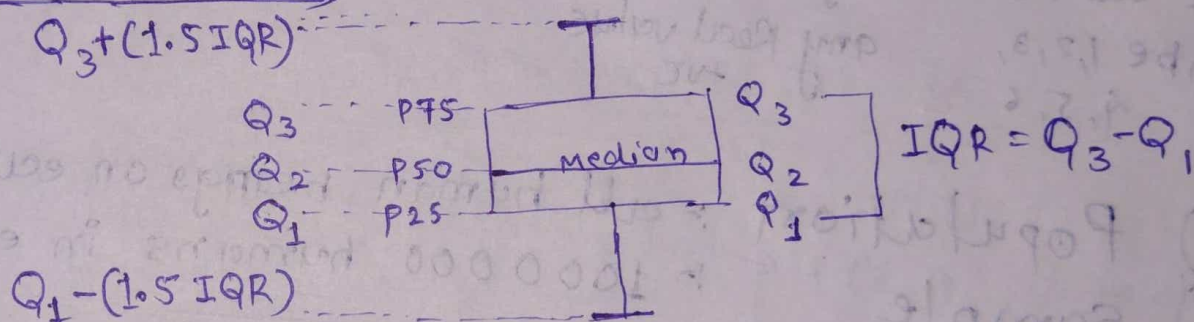 Q3+(1.5IQR)
Q3 P75 Q3
IQR = Q3-Q1
Q2 P50 Median Q2
Q1 P25 Q1
Q1-(1.5 IQR)